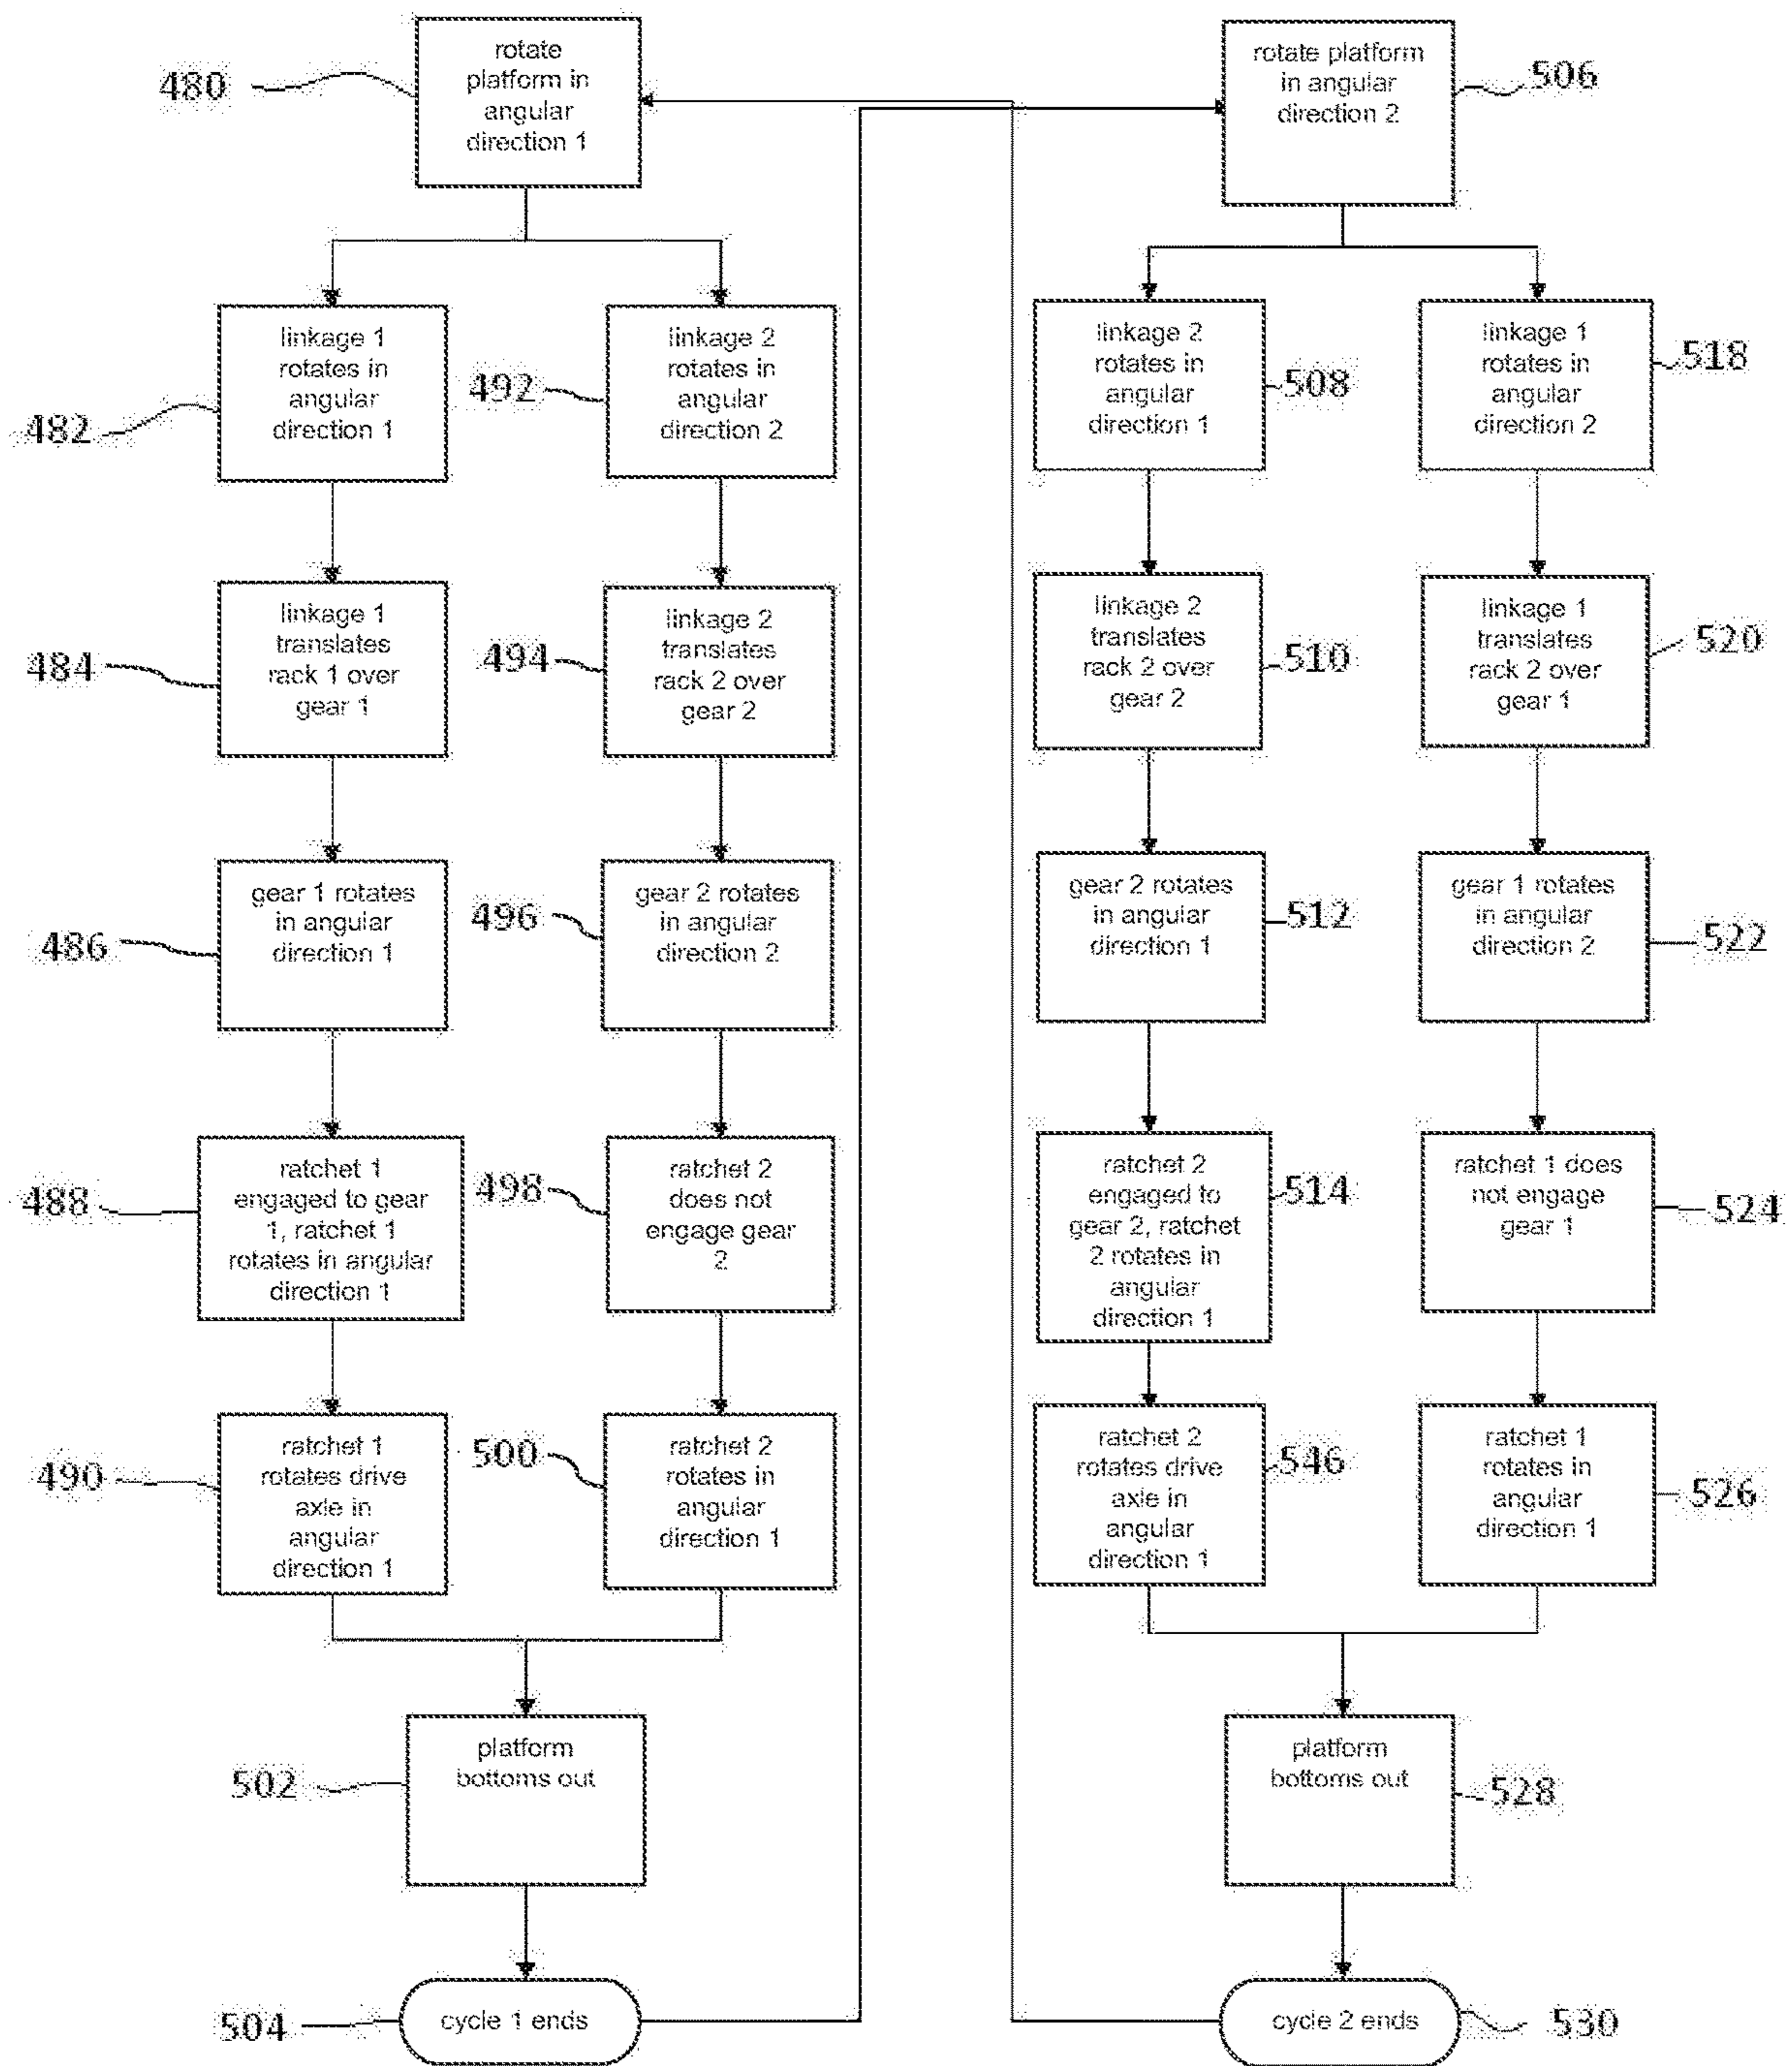 480
rotate
platform in
angular
direction 1
rotate platform
in angular
direction 2
506
482
linkage 1
rotates in
angular
direction 1
492
linkage 2
rotates in
angular
direction 2
linkage 2
rotates in
angular
direction 1
508
linkage 1
rotates in
angular
direction 2
518
484
linkage 1
translates
rack 1 over
gear 1
494
linkage 2
translates
rack 2 over
gear 2
linkage 2
translates
rack 2 over
gear 2
510
linkage 1
translates
rack 2 over
gear 1
520
486
gear 1 rotates
in angular
direction 1
496
gear 2 rotates
in angular
direction 2
gear 2 rotates
in angular
direction 1
512
gear 1 rotates
in angular
direction 2
522
488
ratchet 1
engaged to gear
1, ratchet 1
rotates in angular
direction 1
498
ratchet 2
does not
engage gear
2
ratchet 2
engaged to
gear 2, ratchet
2 rotates in
angular
direction 1
514
ratchet 1 does
not engage
gear 1
524
490
ratchet 1
rotates drive
axle in
angular
direction 1
500
ratchet 2
rotates in
angular
direction 1
ratchet 2
rotates drive
axle in
angular
direction 1
546
ratchet 1
rotates in
angular
direction 1
526
502
platform
bottoms out
platform
bottoms out
528
504
cycle 1 ends
cycle 2 ends
530